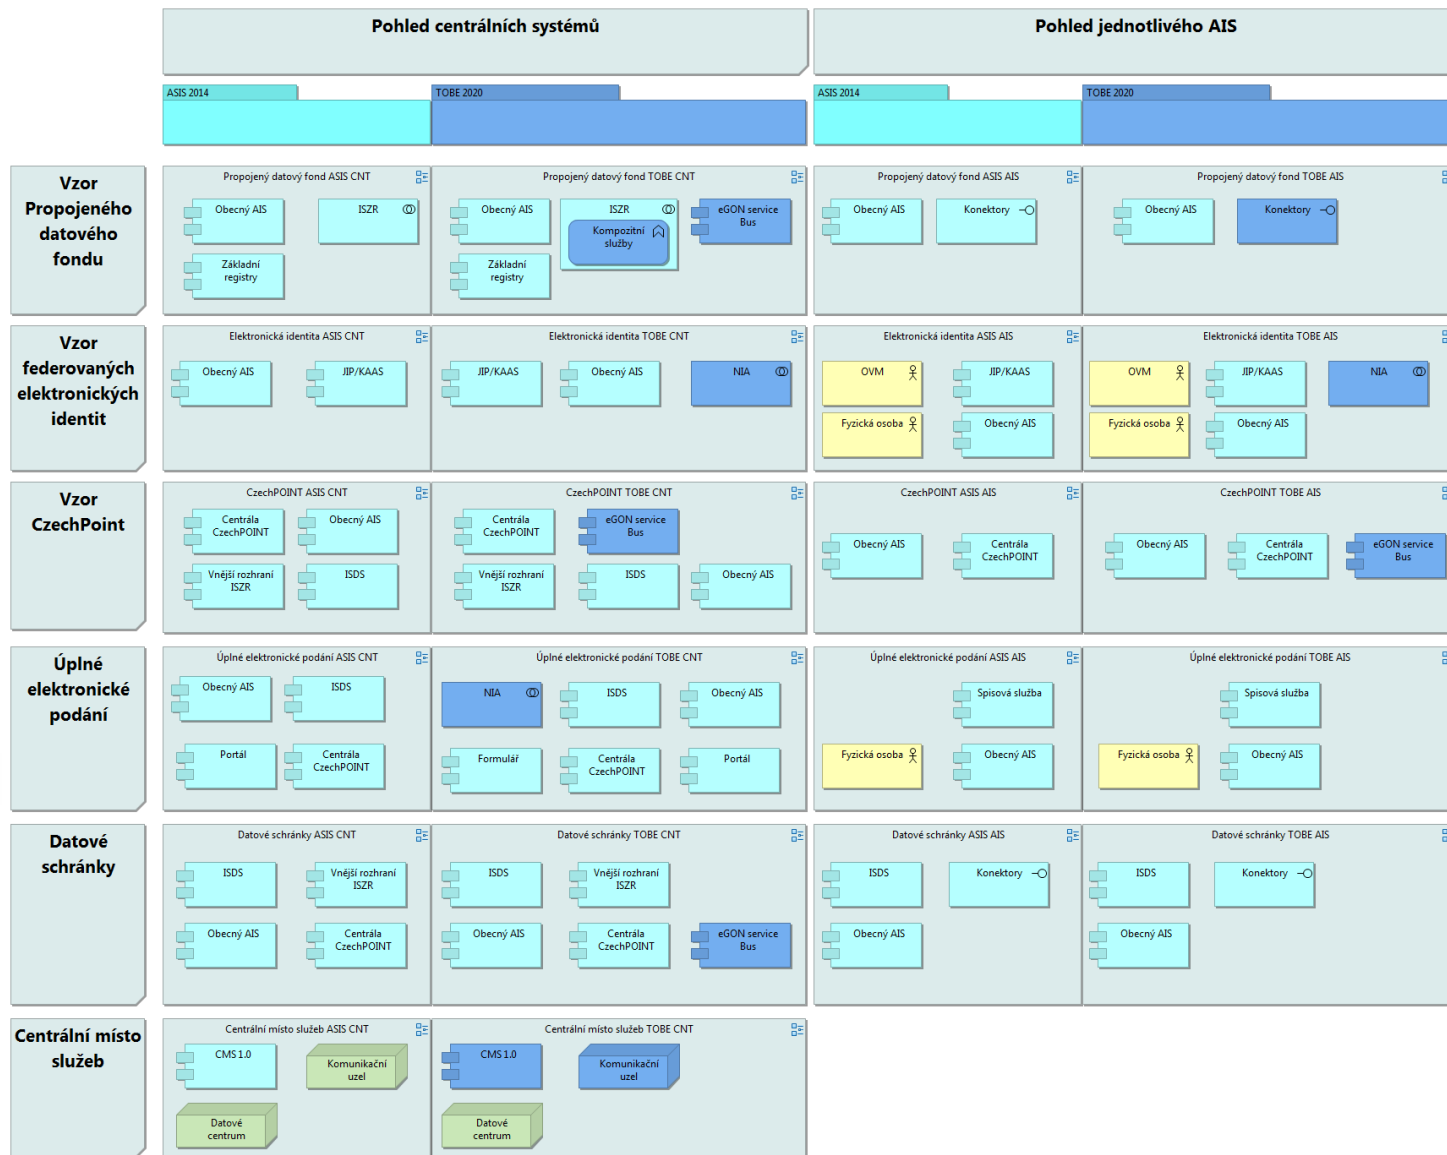 Pohled centrálních systémů
Pohled jednotlivého AIS
ASIS 2014
TOBE 2020
ASIS 2014
TOBE 2020
Vzor
Propojeného
datového
fondu
Propojený datový fond ASIS CNT
Obecný AIS
ISZR
Základní
registry
Propojený datový fond TOBE CNT
Obecný AIS
ISZR
Kompozitní
služby
eGON service
Bus
Základní
registry
Propojený datový fond ASIS AIS
Obecný AIS
Konektory
Propojený datový fond TOBE AIS
Obecný AIS
Konektory
Vzor
federovaných
elektronických
identit
Elektronická identita ASIS CNT
Obecný AIS
JIP/KAAS
Elektronická identita TOBE CNT
JIP/KAAS
Obecný AIS
NIA
Elektronická identita ASIS AIS
OVM
JIP/KAAS
Fyzická osoba
Obecný AIS
Elektronická identita TOBE AIS
OVM
JIP/KAAS
NIA
Fyzická osoba
Obecný AIS
Vzor
CzechPoint
CzechPOINT ASIS CNT
Centrála
CzechPOINT
Obecný AIS
Vnější rozhraní
ISZR
ISDS
CzechPOINT TOBE CNT
Centrála
CzechPOINT
eGON service
Bus
Vnější rozhraní
ISZR
ISDS
Obecný AIS
CzechPOINT ASIS AIS
Obecný AIS
Centrála
CzechPOINT
CzechPOINT TOBE AIS
Obecný AIS
Centrála
CzechPOINT
eGON service
Bus
Úplné
elektronické
podání
Úplné elektronické podání ASIS CNT
Obecný AIS
ISDS
Portál
Centrála
CzechPOINT
Úplné elektronické podání TOBE CNT
NIA
ISDS
Obecný AIS
Formulář
Centrála
CzechPOINT
Portál
Úplné elektronické podání ASIS AIS
Spisová služba
Fyzická osoba
Obecný AIS
Úplné elektronické podání TOBE AIS
Spisová služba
Fyzická osoba
Obecný AIS
Datové
schránky
Datové schránky ASIS CNT
ISDS
Vnější rozhraní
ISZR
Obecný AIS
Centrála
CzechPOINT
Datové schránky TOBE CNT
ISDS
Vnější rozhraní
ISZR
Obecný AIS
Centrála
CzechPOINT
eGON service
Bus
Datové schránky ASIS AIS
ISDS
Konektory
Obecný AIS
Datové schránky TOBE AIS
ISDS
Konektory
Obecný AIS
Centrální místo
služeb
Centrální místo služeb ASIS CNT
CMS 1.0
Komunikační
uzel
Datové
centrum
Centrální místo služeb TOBE CNT
CMS 1.0
Komunikační
uzel
Datové
centrum